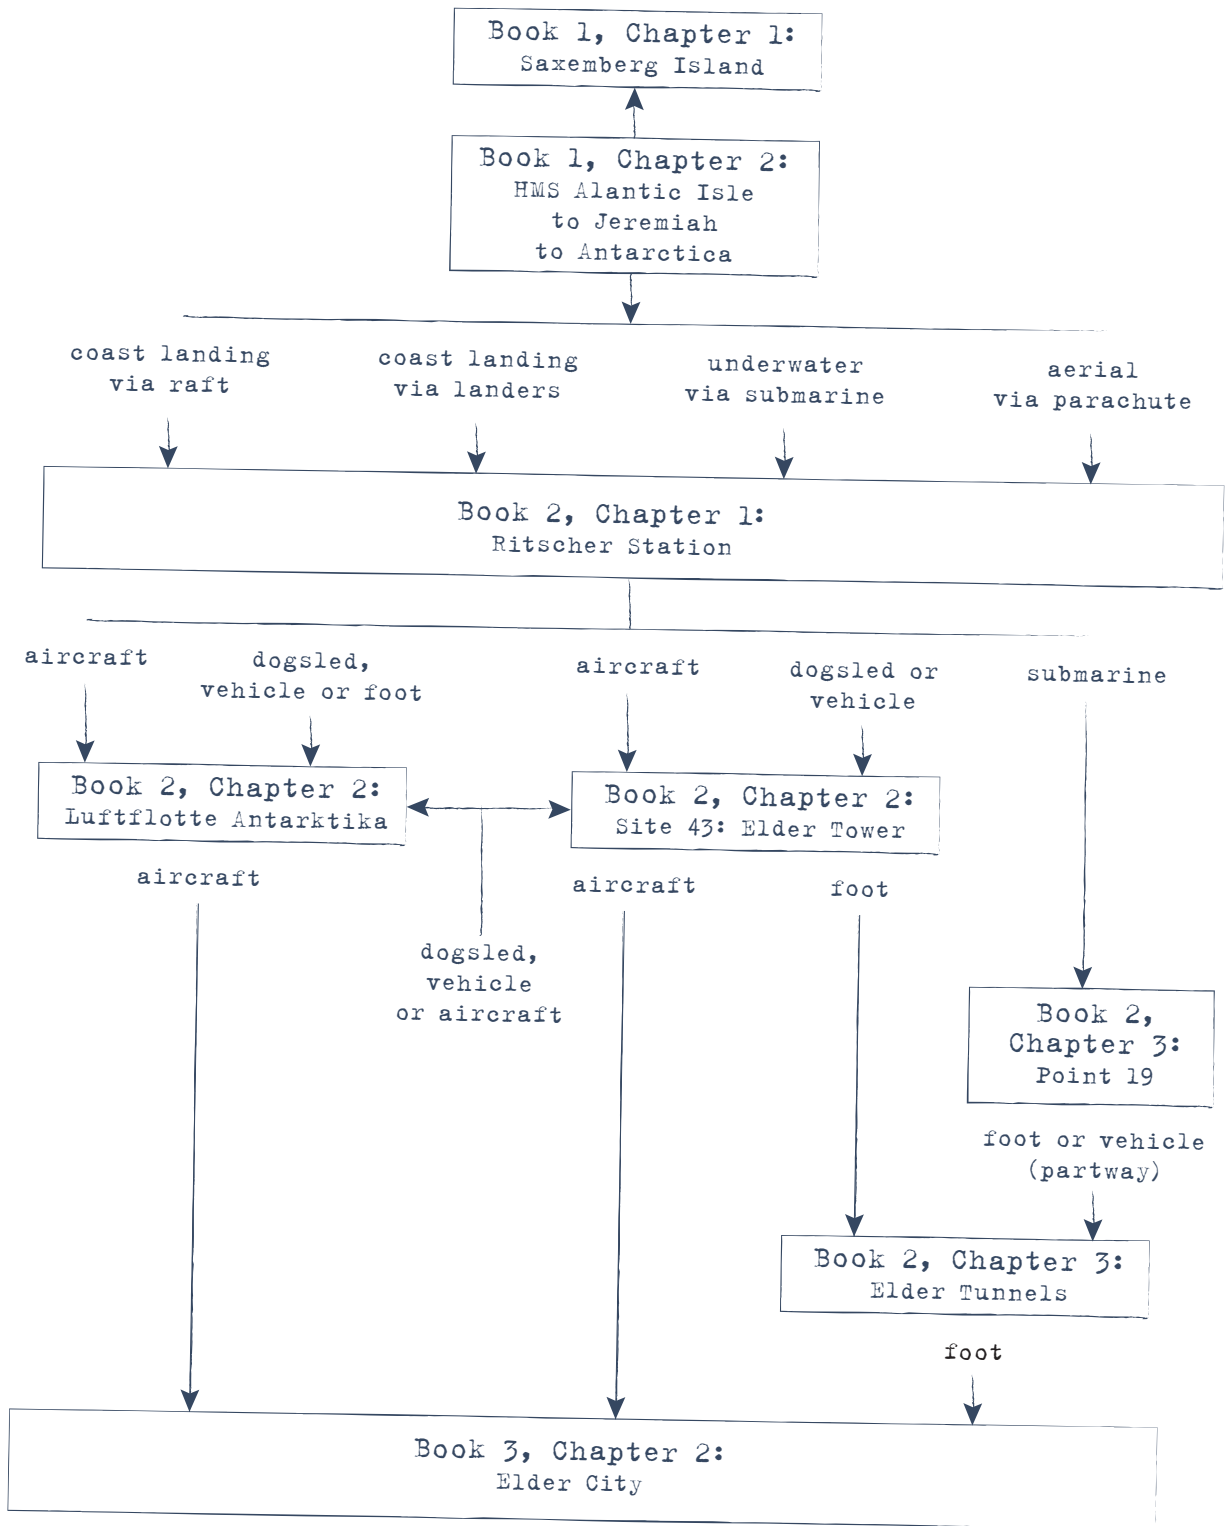 Book 1, Chapter 1:
Saxemberg Island
Book 1, Chapter 2:
HMS Alantic Isle
to Jeremiah
to Antarctica
coast landing
via raft
coast landing
via landers
underwater
via submarine
aerial
via parachute
Book 2, Chapter 1:
Ritscher Station
aircraft
dogsled,
vehicle or foot
aircraft
dogsled or
vehicle
submarine
Book 2, Chapter 2:
Luftflotte Antarktika
Book 2, Chapter 2:
Site 43: Elder Tower
aircraft
dogsled,
vehicle
or aircraft
aircraft
foot
Book 2,
Chapter 3:
Point 19
foot or vehicle
(partway)
Book 2, Chapter 3:
Elder Tunnels
foot
Book 3, Chapter 2:
Elder City